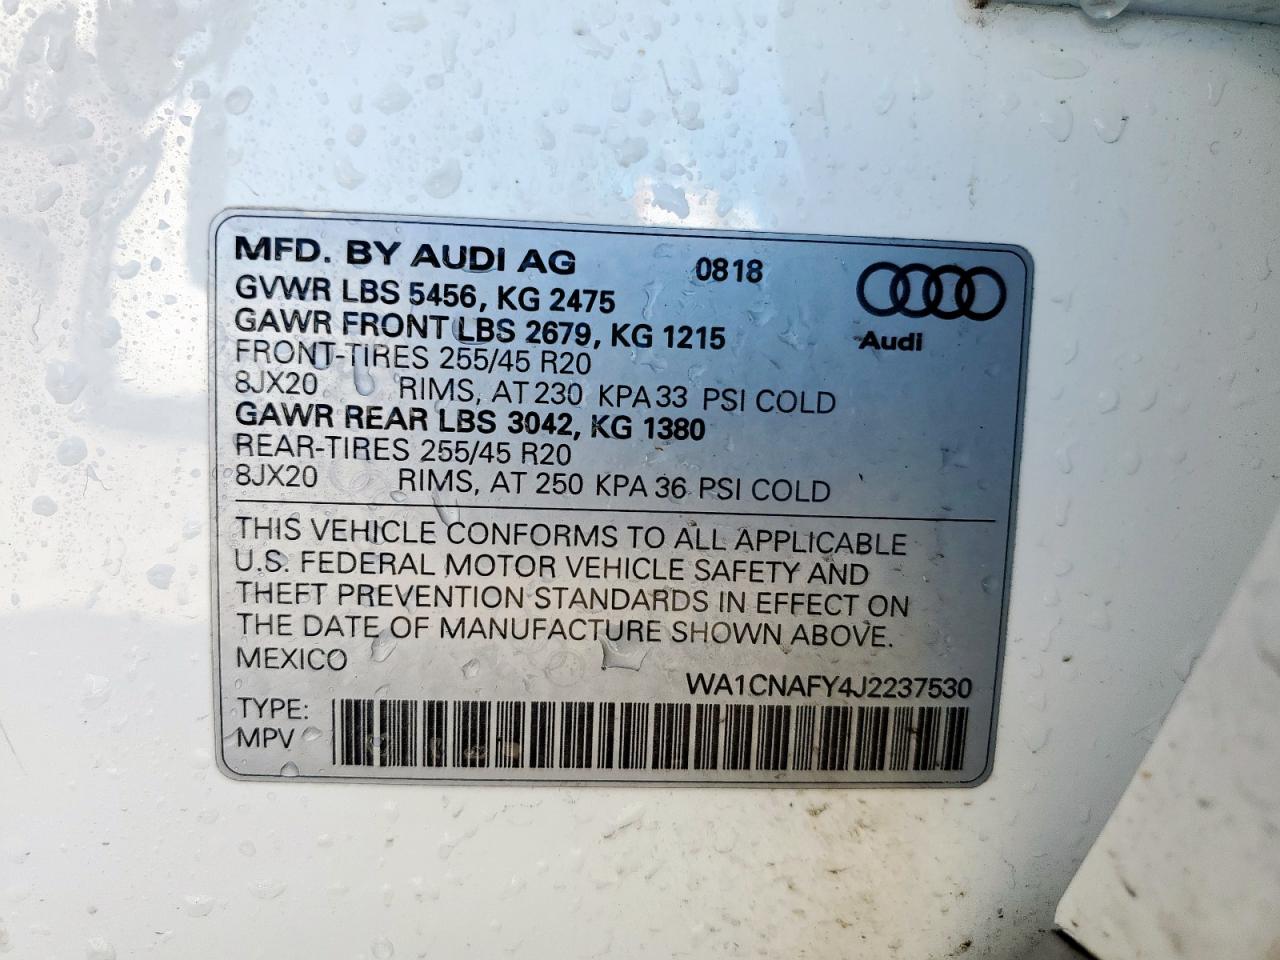 MFD. BY AUDI AG 0818
GVWR LBS 5456, KG 2475
GAWR FRONT LBS 2679, KG 1215
Audi
FRONT-TIRES 255/45 R20
8JX20 RIMS, AT 230 KPA 33 PSI COLD
GAWR REAR LBS 3042, KG 1380
REAR-TIRES 255/45 R20
8JX20 RIMS, AT 250 KPA 36 PSI COLD
THIS VEHICLE CONFORMS TO ALL APPLICABLE
U.S. FEDERAL MOTOR VEHICLE SAFETY AND
THEFT PREVENTION STANDARDS IN EFFECT ON
THE DATE OF MANUFACTURE SHOWN ABOVE.
MEXICO
WA1CNAFY4J2237530
TYPE:
MPV